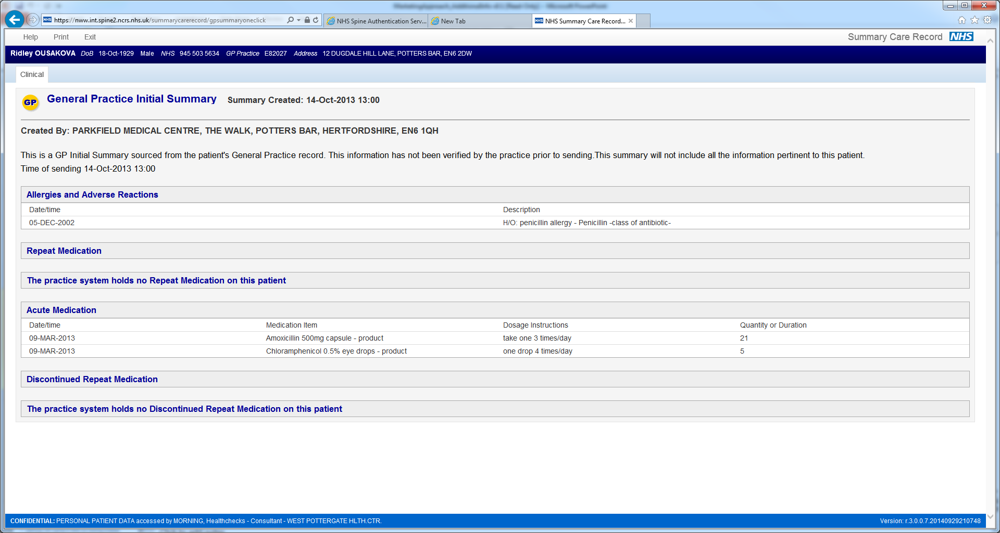 NHS https://nww.int.spine2.ncrs.nhs.uk/summarycarerecord/gpsummaryoneclick
NHS Spine Authentication Serv...
New Tab
NHS NHS Summary Care Record...
Help Print Exit
Summary Care Record NHS
Ridley OUSAKOVA DoB 18-Oct-1929 Male NHS 945 503 5634 GP Practice E82027 Address 12 DUGDALE HILL LANE, POTTERS BAR, EN6 2DW
Clinical
GP General Practice Initial Summary Summary Created: 14-Oct-2013 13:00
Created By: PARKFIELD MEDICAL CENTRE, THE WALK, POTTERS BAR, HERTFORDSHIRE, EN6 1QH
This is a GP Initial Summary sourced from the patient's General Practice record. This information has not been verified by the practice prior to sending.This summary will not include all the information pertinent to this patient.
Time of sending 14-Oct-2013 13:00
Allergies and Adverse Reactions
Date/time Description
05-DEC-2002 H/O: penicillin allergy - Penicillin -class of antibiotic-
Repeat Medication
The practice system holds no Repeat Medication on this patient
Acute Medication
Date/time Medication Item Dosage Instructions Quantity or Duration
09-MAR-2013 Amoxicillin 500mg capsule - product take one 3 times/day 21
09-MAR-2013 Chloramphenicol 0.5% eye drops - product one drop 4 times/day 5
Discontinued Repeat Medication
The practice system holds no Discontinued Repeat Medication on this patient
CONFIDENTIAL: PERSONAL PATIENT DATA accessed by MORNING, Healthchecks - Consultant - WEST POTTERGATE HLTH.CTR.
Version: r.3.0.0.7.20140929210748